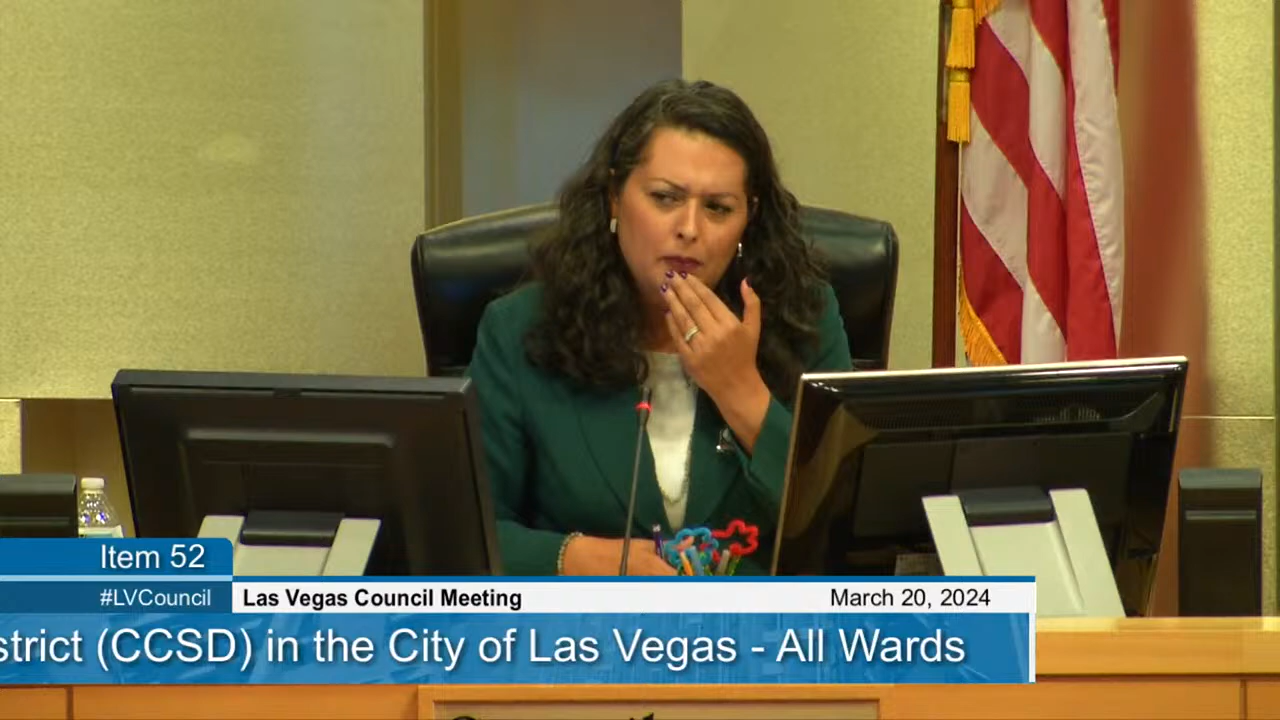 Item 52
#LVCouncil
Las Vegas Council Meeting
March 20, 2024
strict (CCSD) in the City of Las Vegas - All Wards